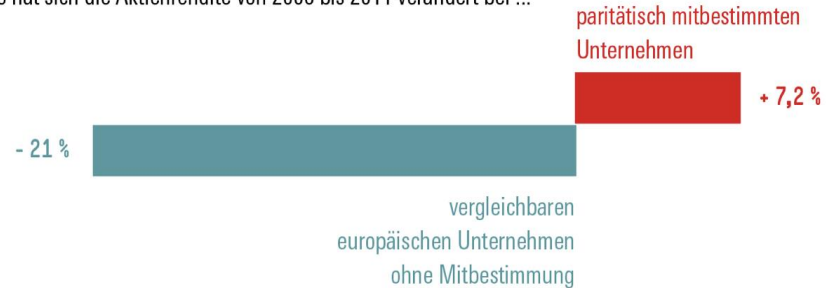 hat sich die Aktienrendite von 2006 bis 2011 verändert bei ...
paritätisch mitbestimmten
Unternehmen
+ 7,2 %
- 21 %
vergleichbaren
europäischen Unternehmen
ohne Mitbestimmung